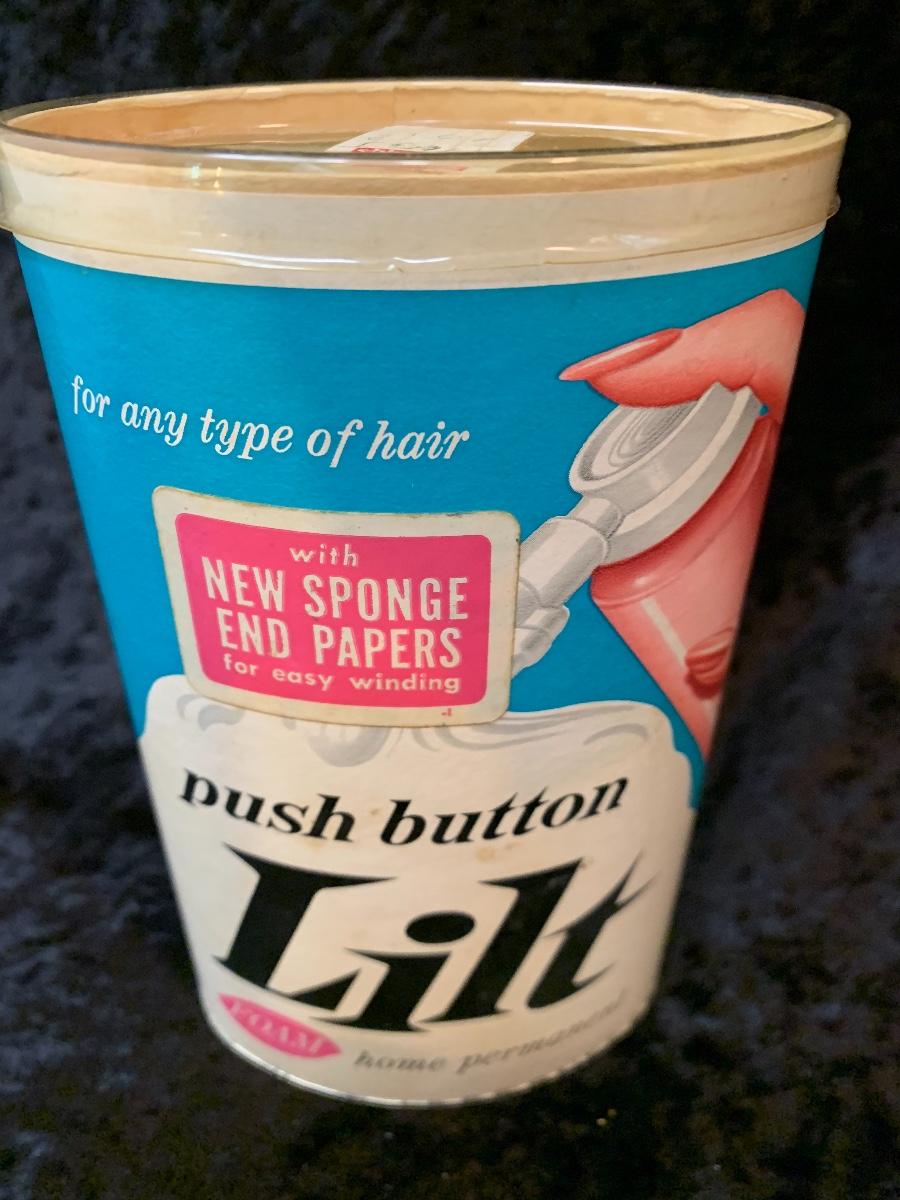 for any type of hair
with
NEW SPONGE
END PAPERS
for easy winding
push button
Lilt
FOAM
home permanent